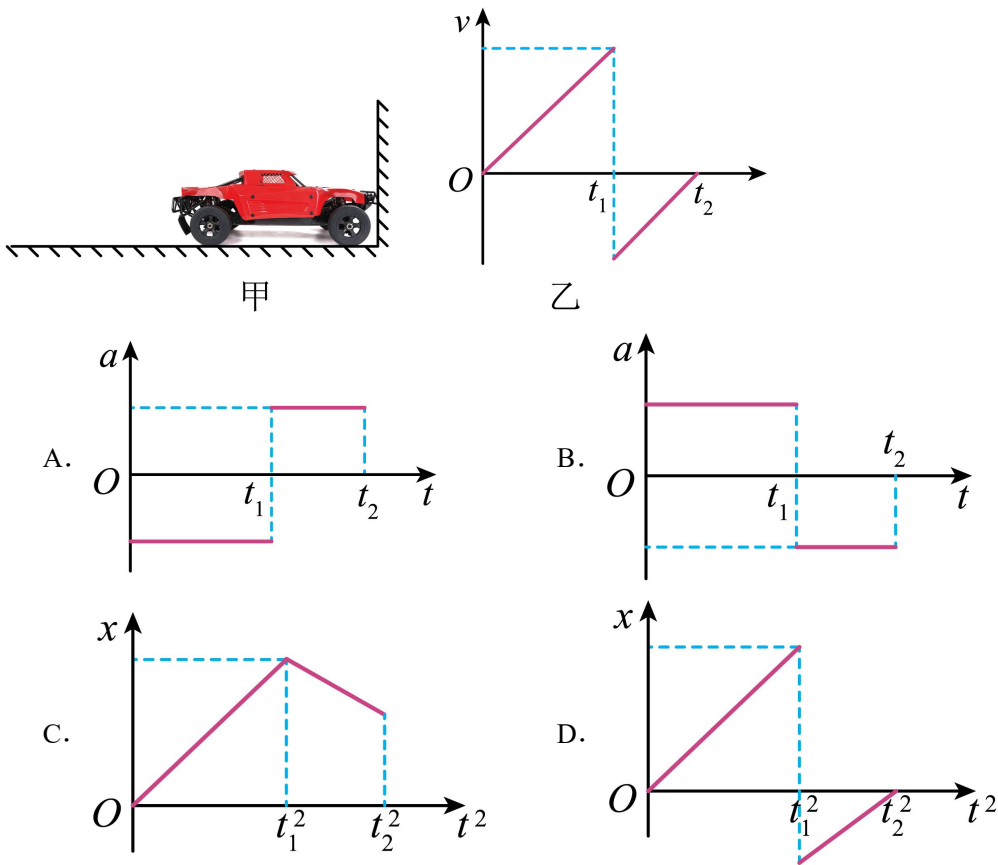 v
O
t₁
t₂
甲
乙
A.
a
O
t₁
t₂
t
B.
a
O
t₁
t₂
t
C.
x
O
t₁²
t₂²
t²
D.
x
O
t₁²
t₂²
t²